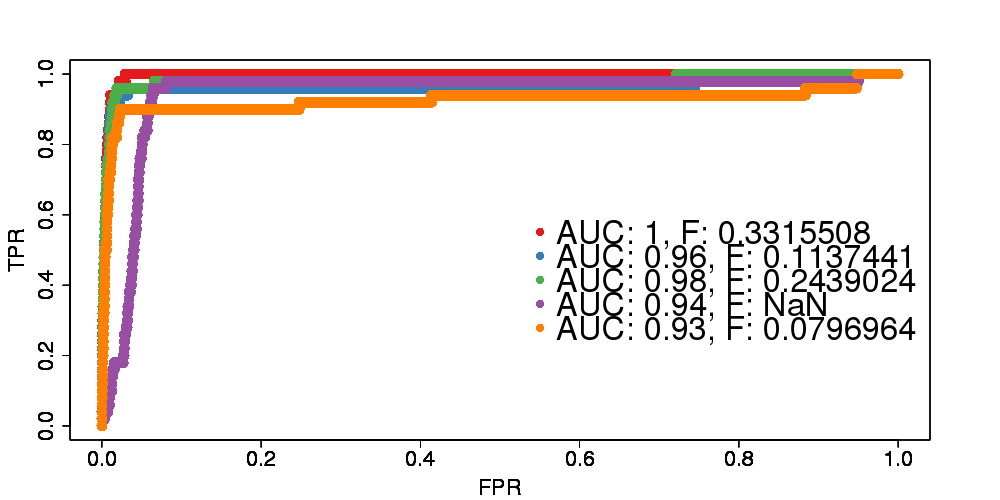 1.0
0.8
0.6
0.4
0.2
0.0
TPR
AUC: 1, F: 0.3315508
AUC: 0.96, F: 0.1137441
AUC: 0.98, F: 0.2439024
AUC: 0.94, F: NaN
AUC: 0.93, F: 0.0796964
0.0 0.2 0.4 0.6 0.8 1.0
FPR